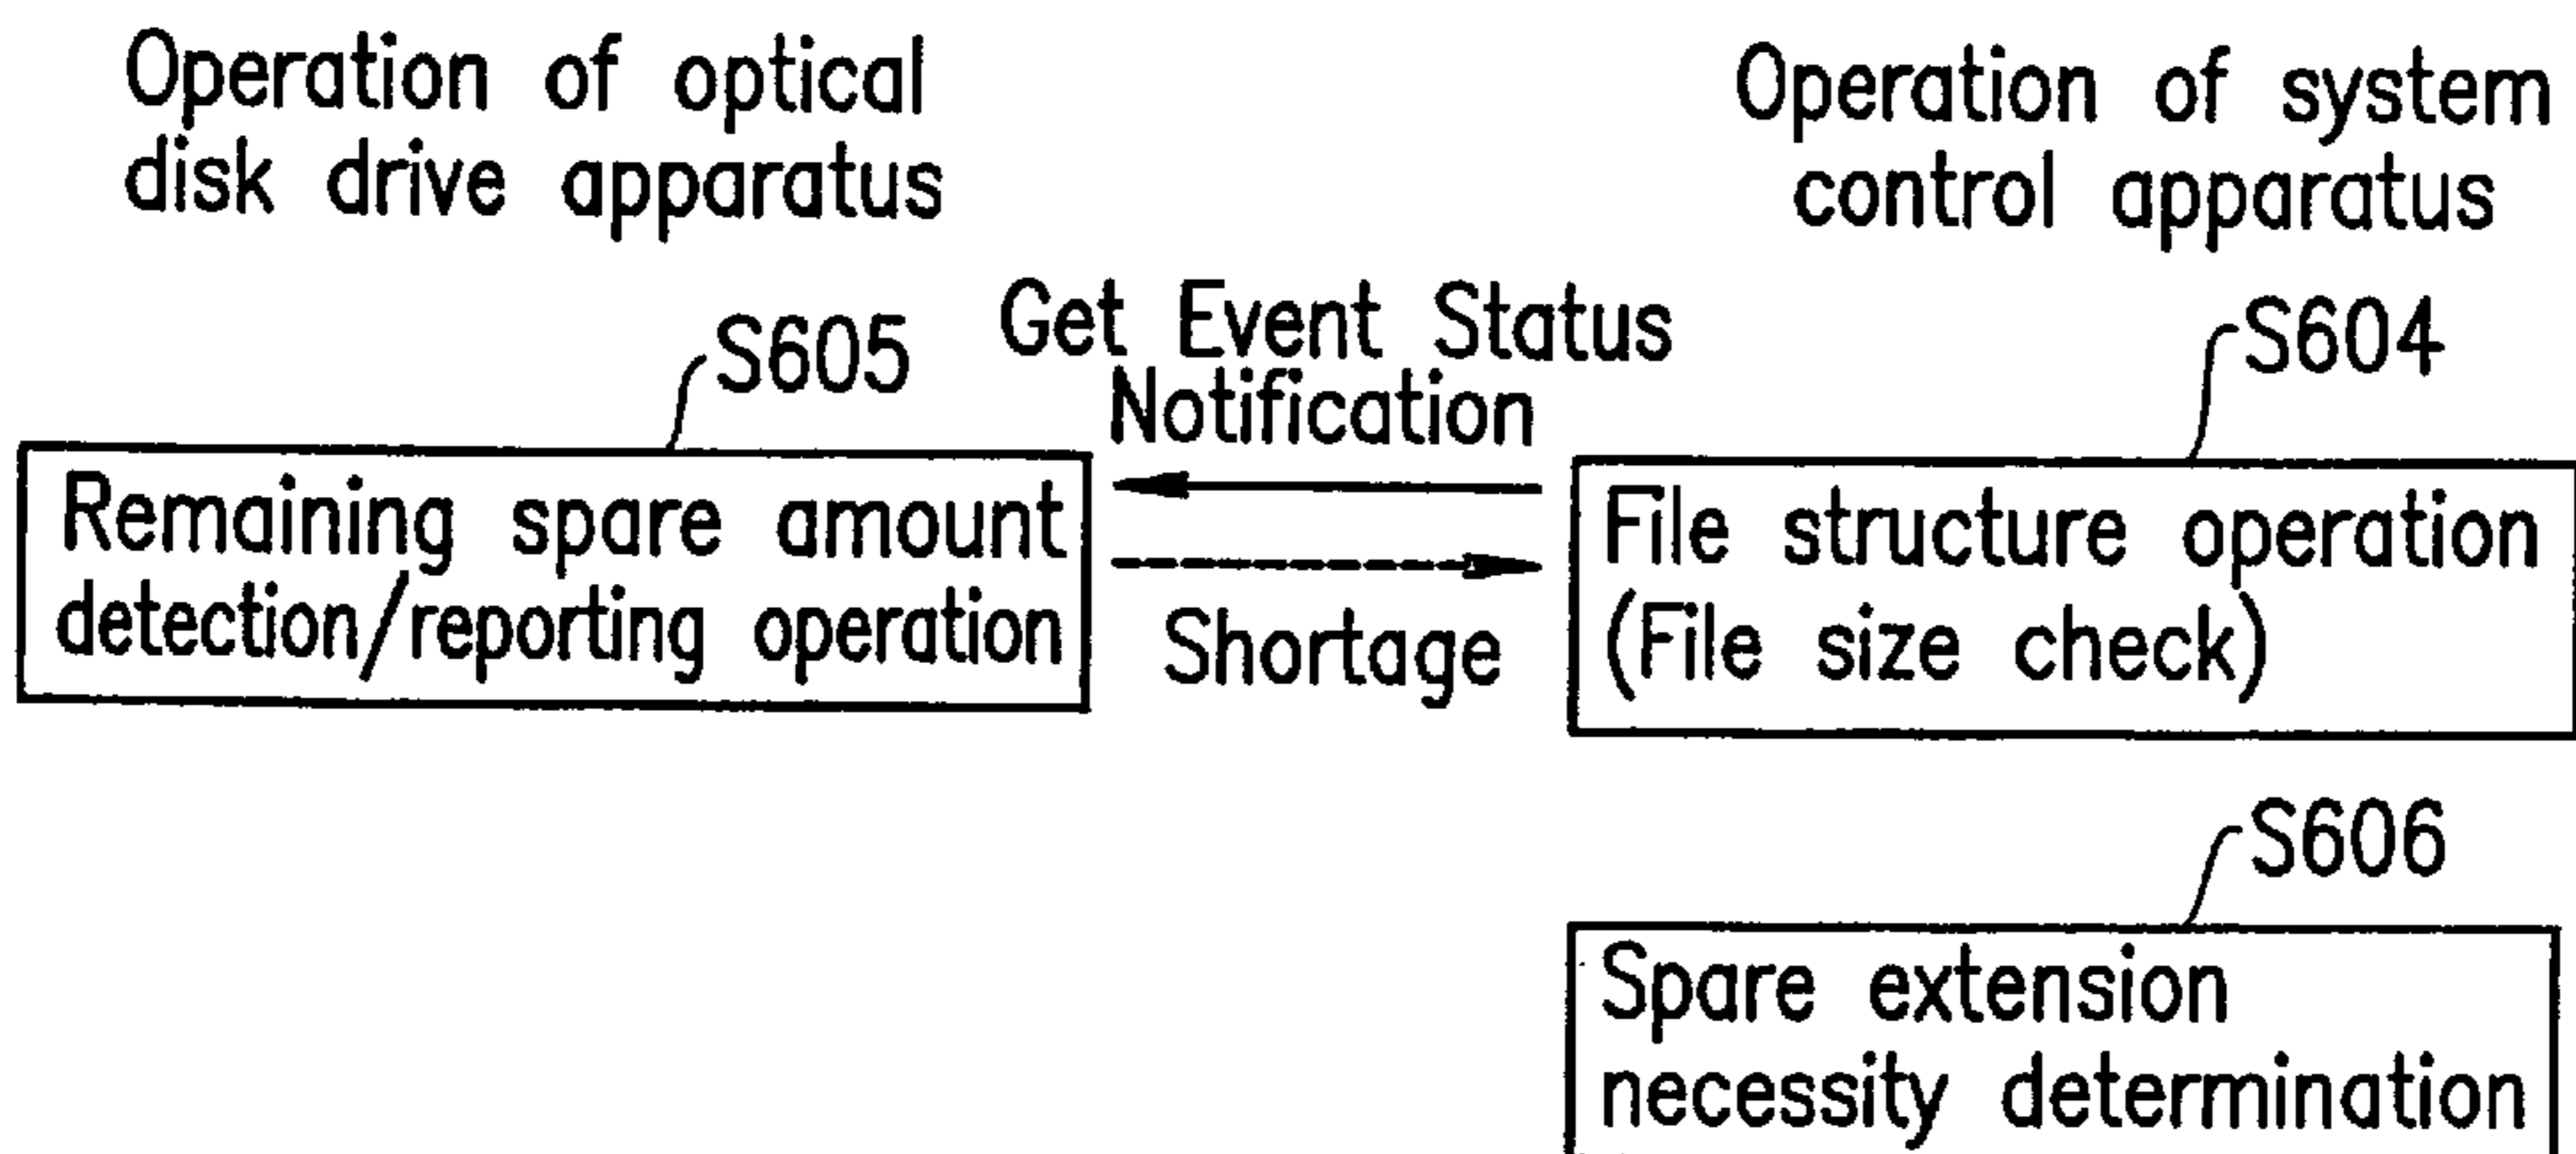 Operation of optical
disk drive apparatus
Operation of system
control apparatus
S605
Get Event Status
Notification
S604
Remaining spare amount
detection/reporting operation
Shortage
File structure operation
(File size check)
S606
Spare extension
necessity determination